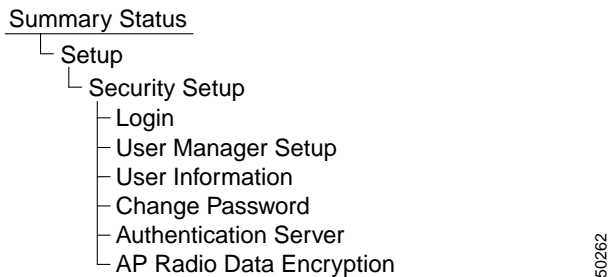 Summary Status
Setup
Security Setup
Login
User Manager Setup
User Information
Change Password
Authentication Server
AP Radio Data Encryption
50262